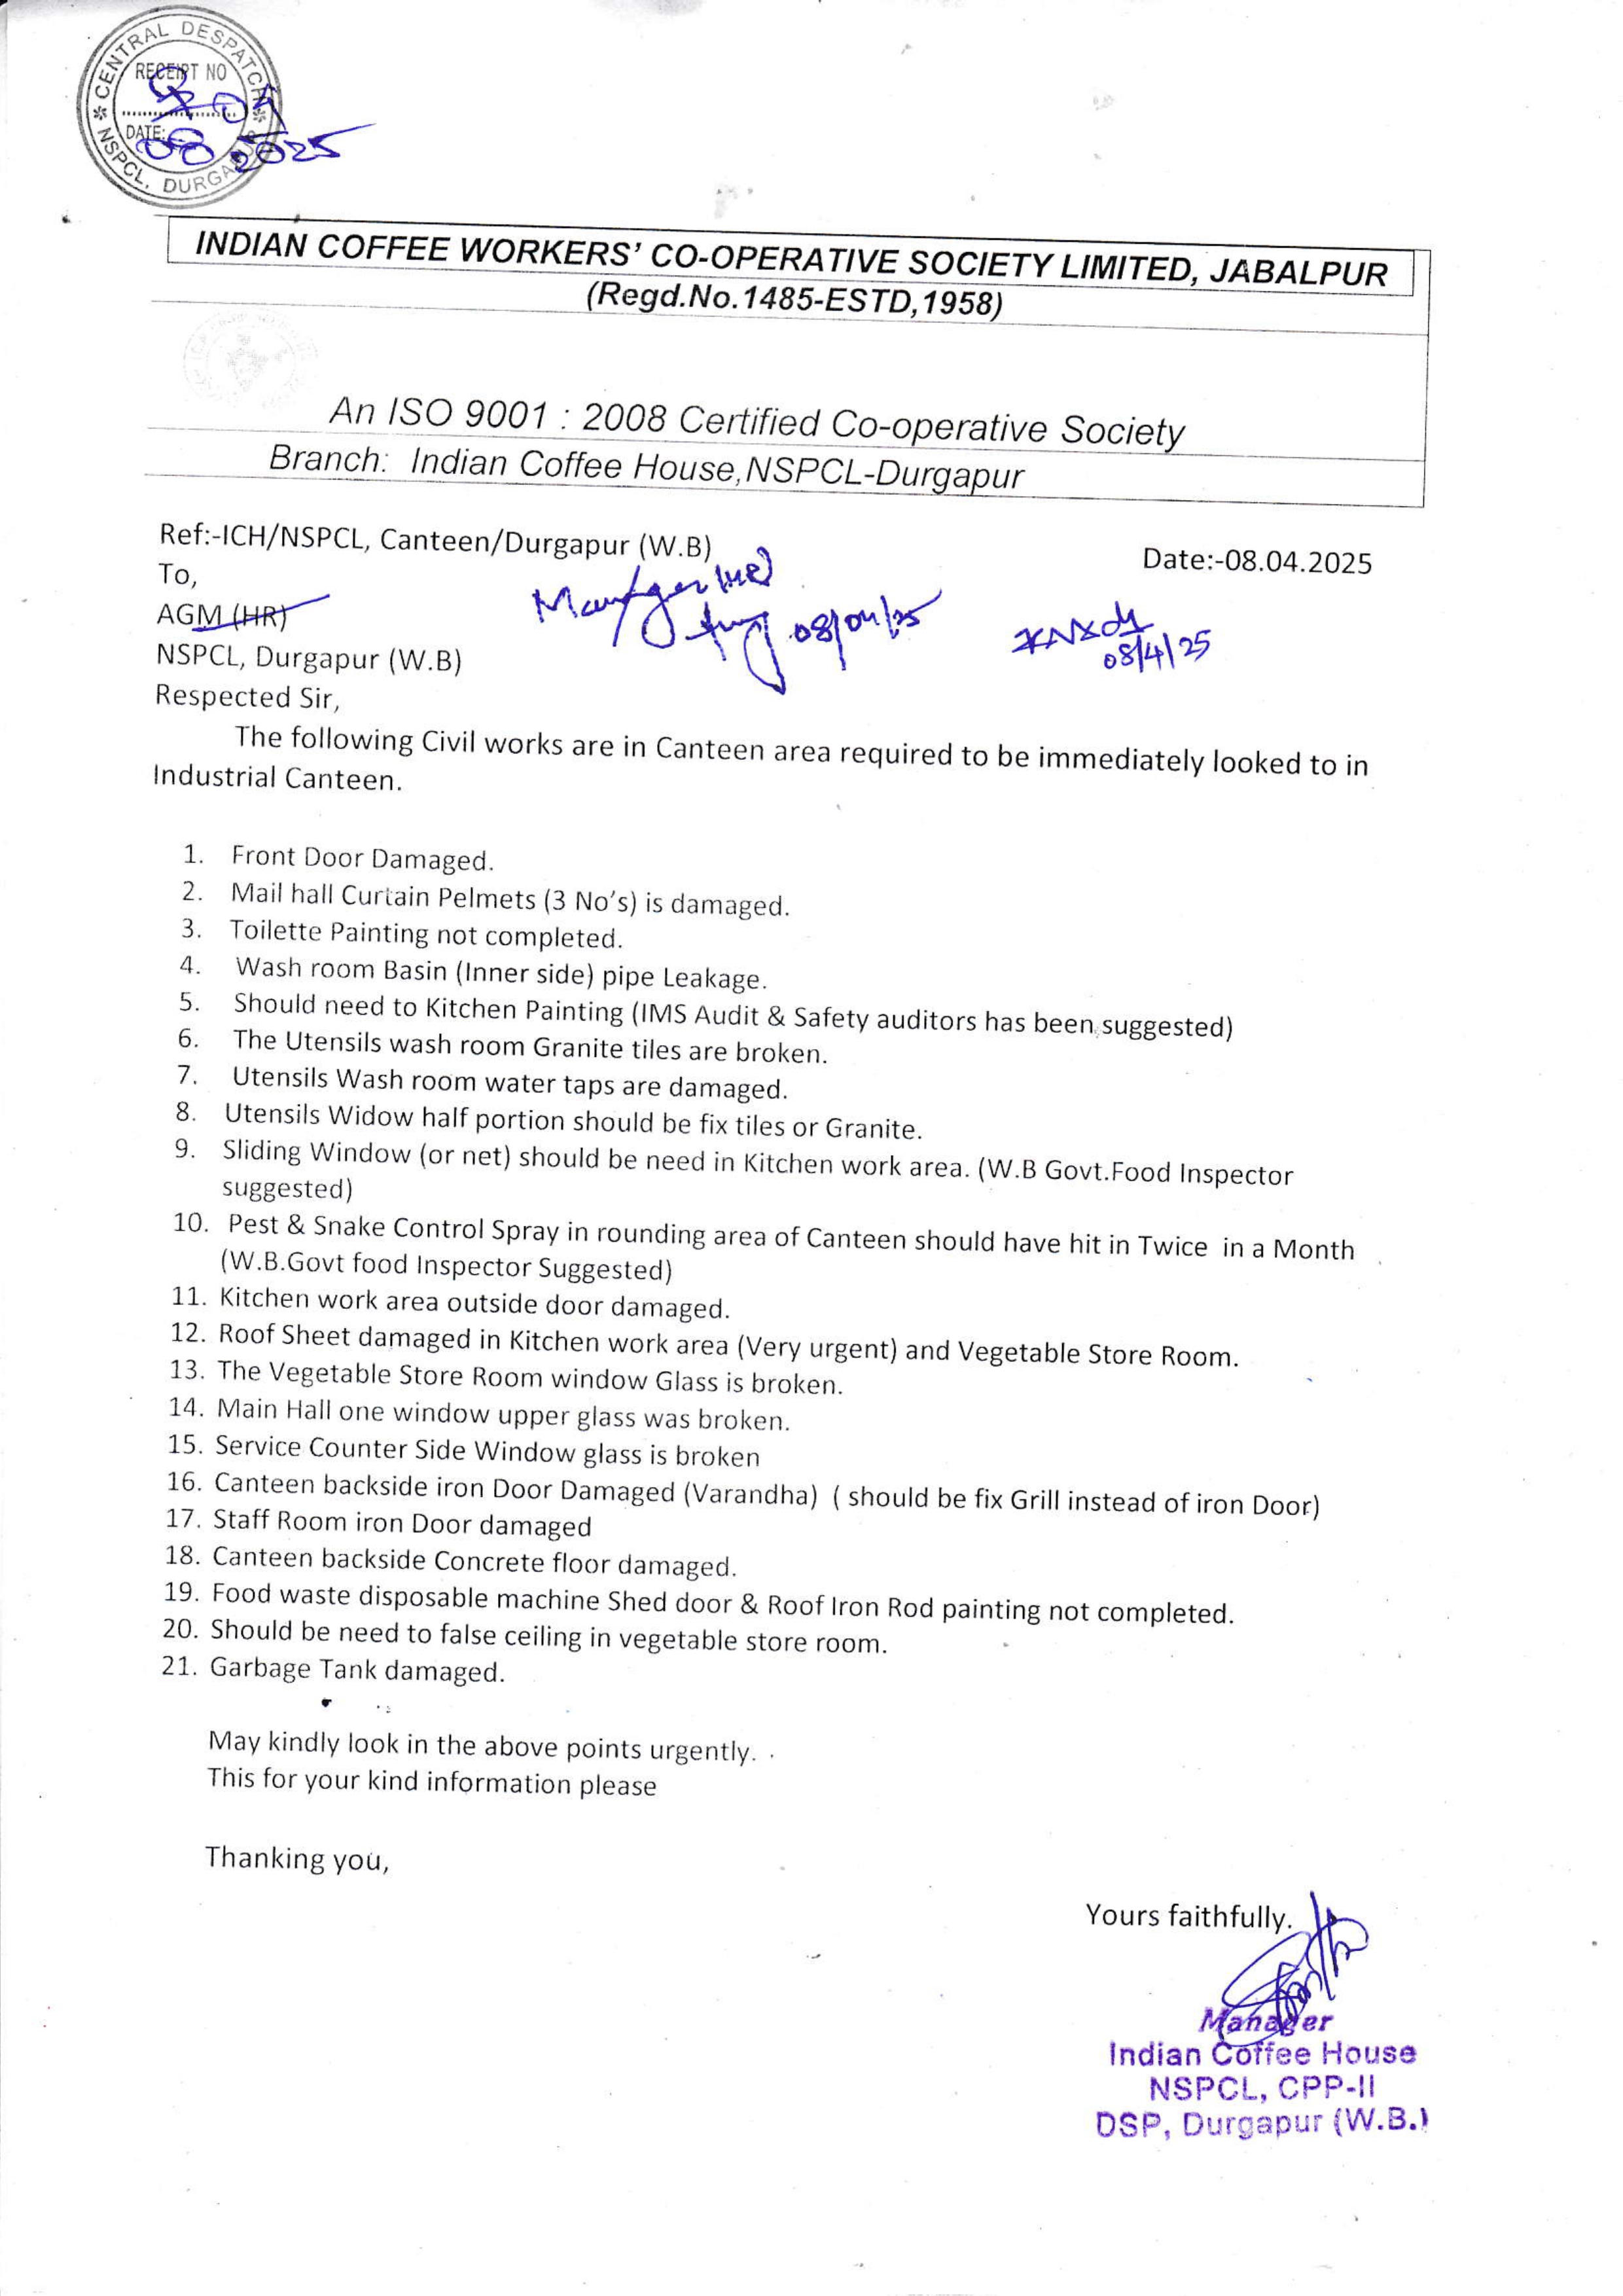 CENTRAL DESPATCH
RECEIPT NO
DATE:
NSPCL, DURGAPUR
INDIAN COFFEE WORKERS' CO-OPERATIVE SOCIETY LIMITED, JABALPUR
(Regd.No.1485-ESTD,1958)
An ISO 9001 : 2008 Certified Co-operative Society
Branch: Indian Coffee House,NSPCL-Durgapur
Ref:-ICH/NSPCL, Canteen/Durgapur (W.B)
Date:-08.04.2025
To,
AGM (HR)
08/04/25
08/4/25
NSPCL, Durgapur (W.B)
Respected Sir,
The following Civil works are in Canteen area required to be immediately looked to in
Industrial Canteen.
1. Front Door Damaged.
2. Mail hall Curtain Pelmets (3 No's) is damaged.
3. Toilette Painting not completed.
4. Wash room Basin (Inner side) pipe Leakage.
5. Should need to Kitchen Painting (IMS Audit & Safety auditors has been suggested)
6. The Utensils wash room Granite tiles are broken.
7. Utensils Wash room water taps are damaged.
8. Utensils Widow half portion should be fix tiles or Granite.
9. Sliding Window (or net) should be need in Kitchen work area. (W.B Govt.Food Inspector
suggested)
10. Pest & Snake Control Spray in rounding area of Canteen should have hit in Twice in a Month
(W.B.Govt food Inspector Suggested)
11. Kitchen work area outside door damaged.
12. Roof Sheet damaged in Kitchen work area (Very urgent) and Vegetable Store Room.
13. The Vegetable Store Room window Glass is broken.
14. Main Hall one window upper glass was broken.
15. Service Counter Side Window glass is broken
16. Canteen backside iron Door Damaged (Varandha) ( should be fix Grill instead of iron Door)
17. Staff Room iron Door damaged
18. Canteen backside Concrete floor damaged.
19. Food waste disposable machine Shed door & Roof Iron Rod painting not completed.
20. Should be need to false ceiling in vegetable store room.
21. Garbage Tank damaged.
May kindly look in the above points urgently.
This for your kind information please
Thanking you,
Yours faithfully.
Manager
Indian Coffee House
NSPCL, CPP-II
DSP, Durgapur (W.B.)